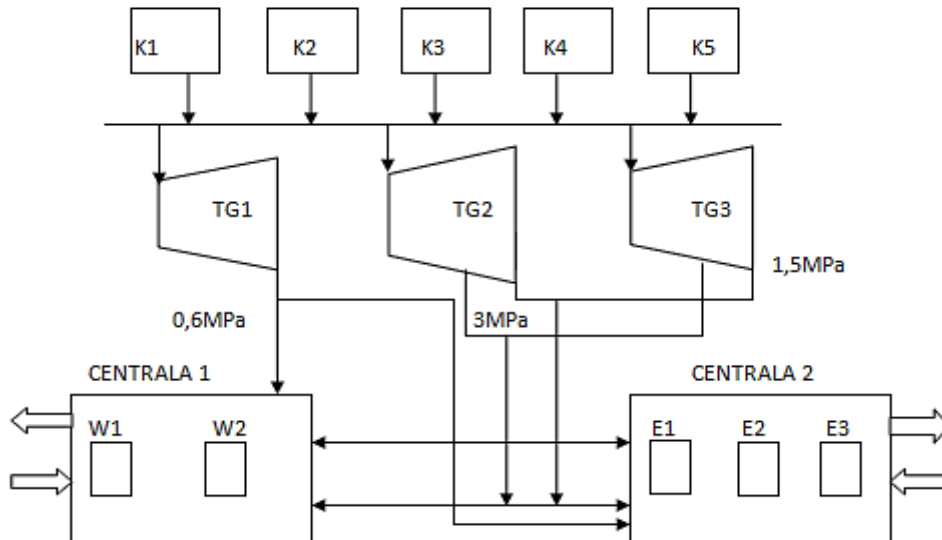 K1 K2 K3 K4 K5
TG1 TG2 TG3
1,5MPa
0,6MPa 3MPa
CENTRALA 1 CENTRALA 2
W1 W2 E1 E2 E3